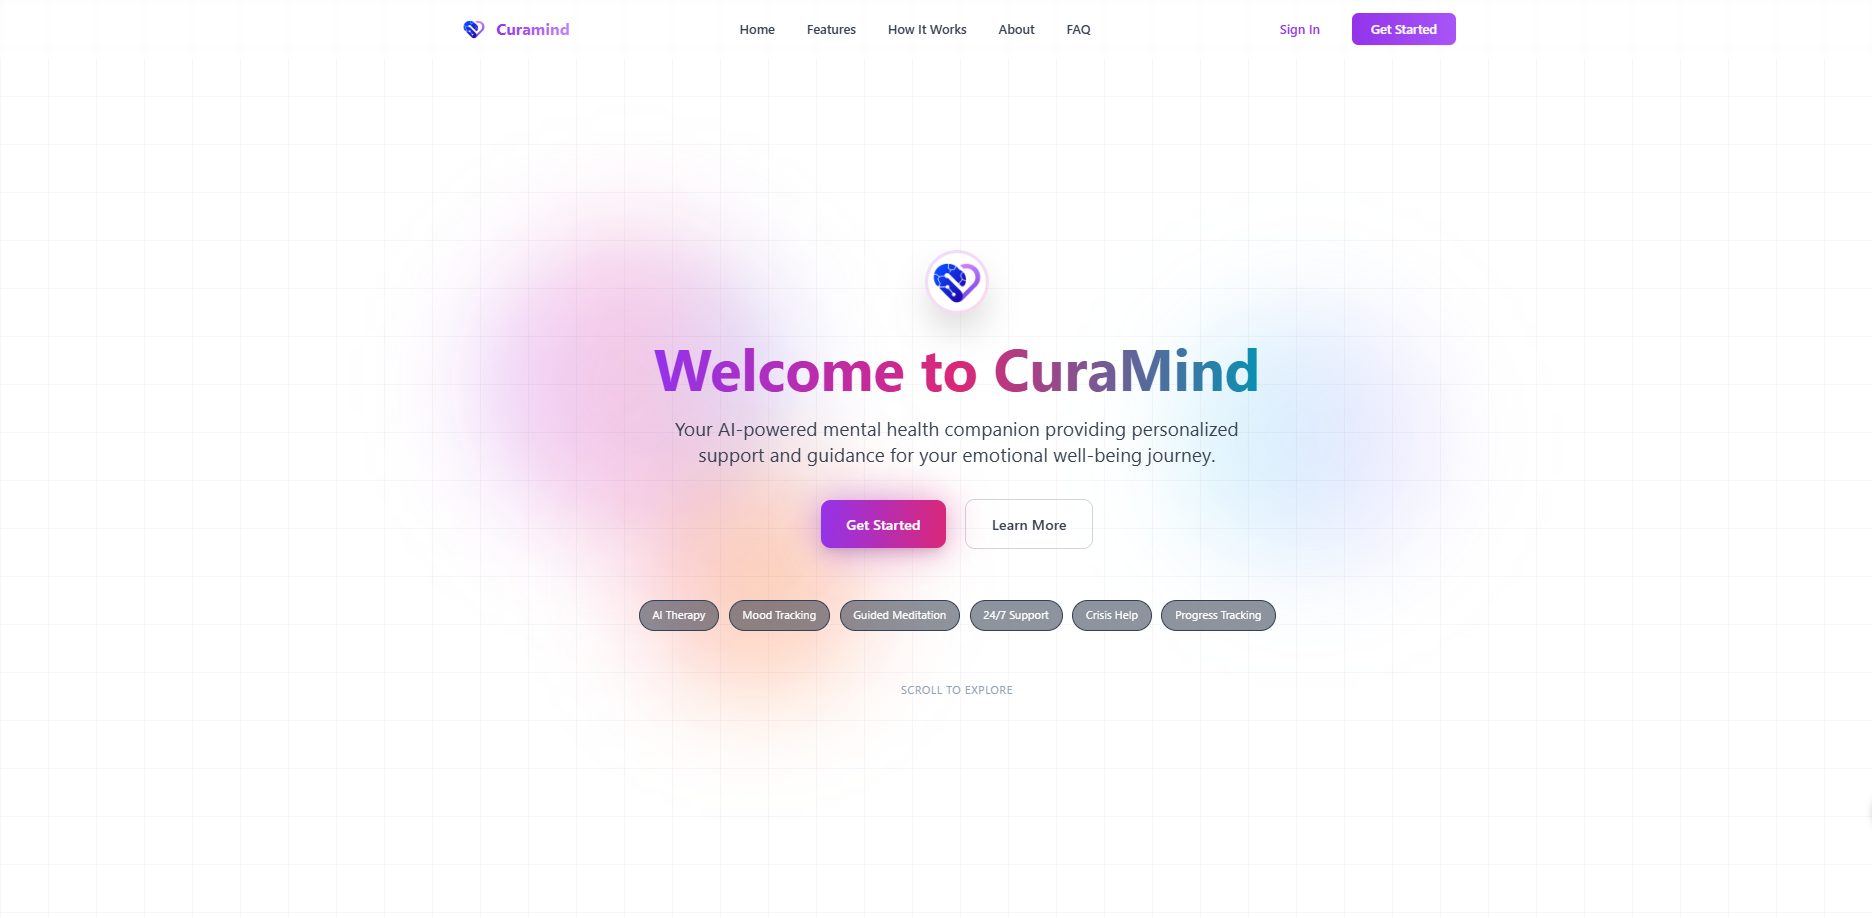 Curamind
Home Features How It Works About FAQ
Sign In Get Started
Welcome to CuraMind
Your AI-powered mental health companion providing personalized
support and guidance for your emotional well-being journey.
Get Started Learn More
AI Therapy Mood Tracking Guided Meditation 24/7 Support Crisis Help Progress Tracking
SCROLL TO EXPLORE